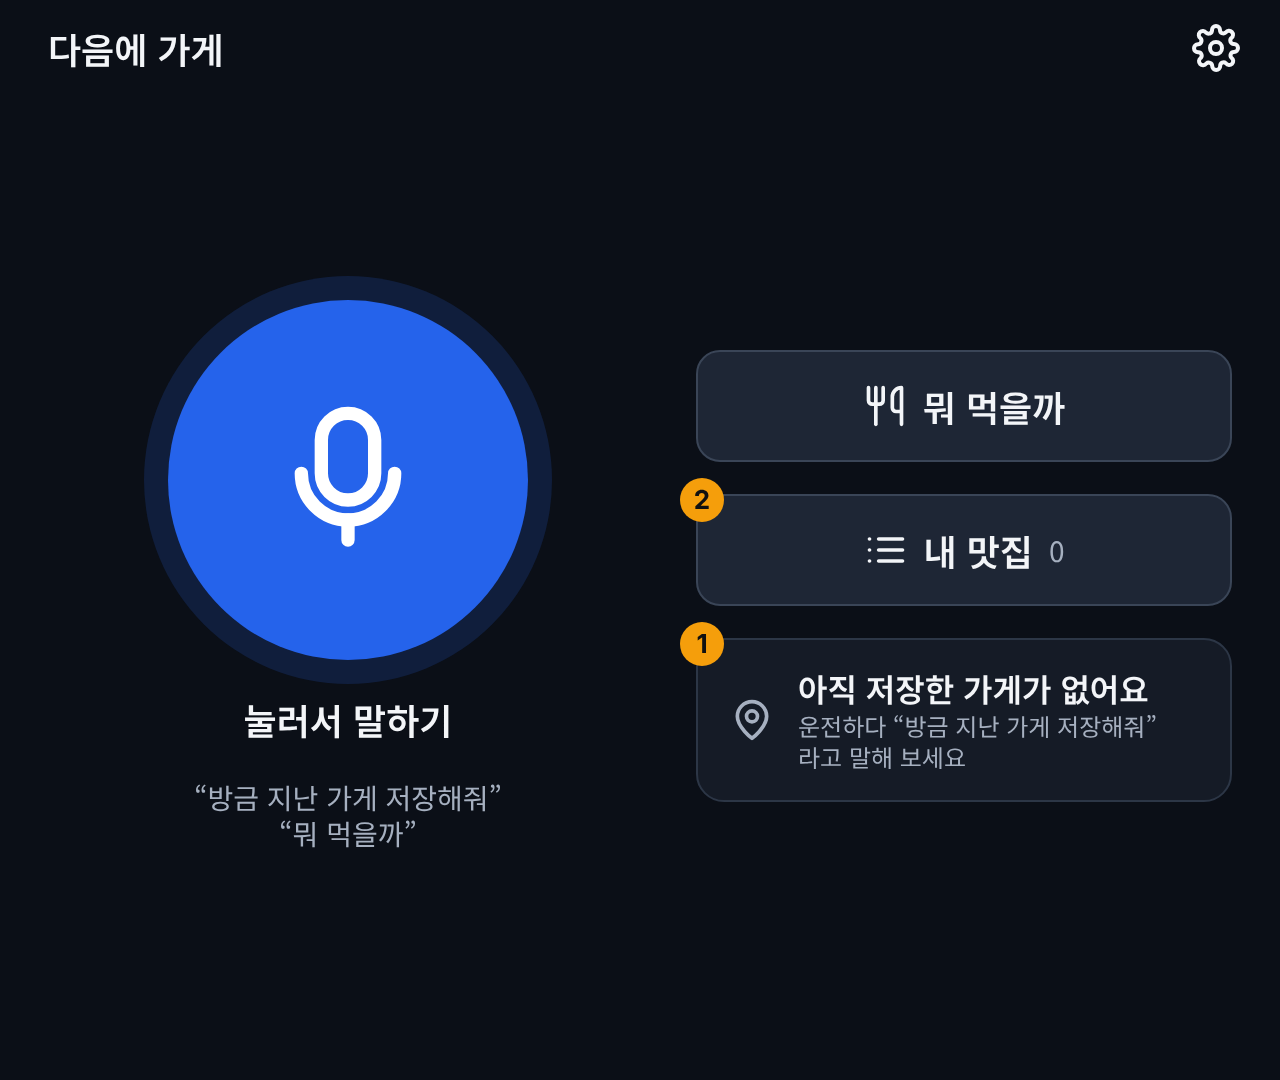 다음에 가게
눌러서 말하기
“방금 지난 가게 저장해줘”
“뭐 먹을까”
뭐 먹을까
2
내 맛집 0
1
아직 저장한 가게가 없어요
운전하다 “방금 지난 가게 저장해줘”
라고 말해 보세요